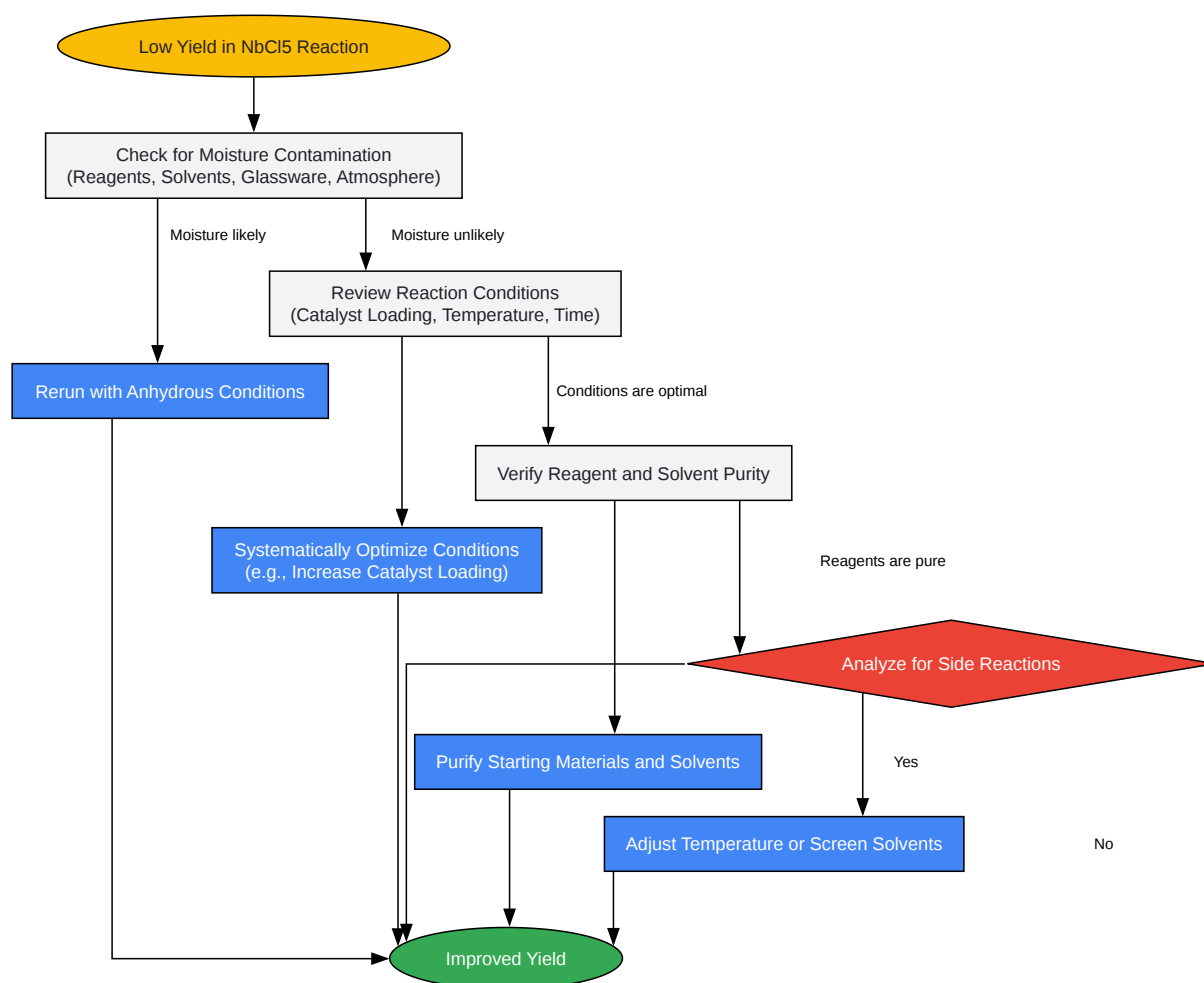 Low Yield in NbCl5 Reaction
Check for Moisture Contamination
(Reagents, Solvents, Glassware, Atmosphere)
Moisture likely
Moisture unlikely
Review Reaction Conditions
(Catalyst Loading, Temperature, Time)
Rerun with Anhydrous Conditions
Conditions are optimal
Verify Reagent and Solvent Purity
Systematically Optimize Conditions
(e.g., Increase Catalyst Loading)
Reagents are pure
Analyze for Side Reactions
Purify Starting Materials and Solvents
Yes
Adjust Temperature or Screen Solvents
No
Improved Yield